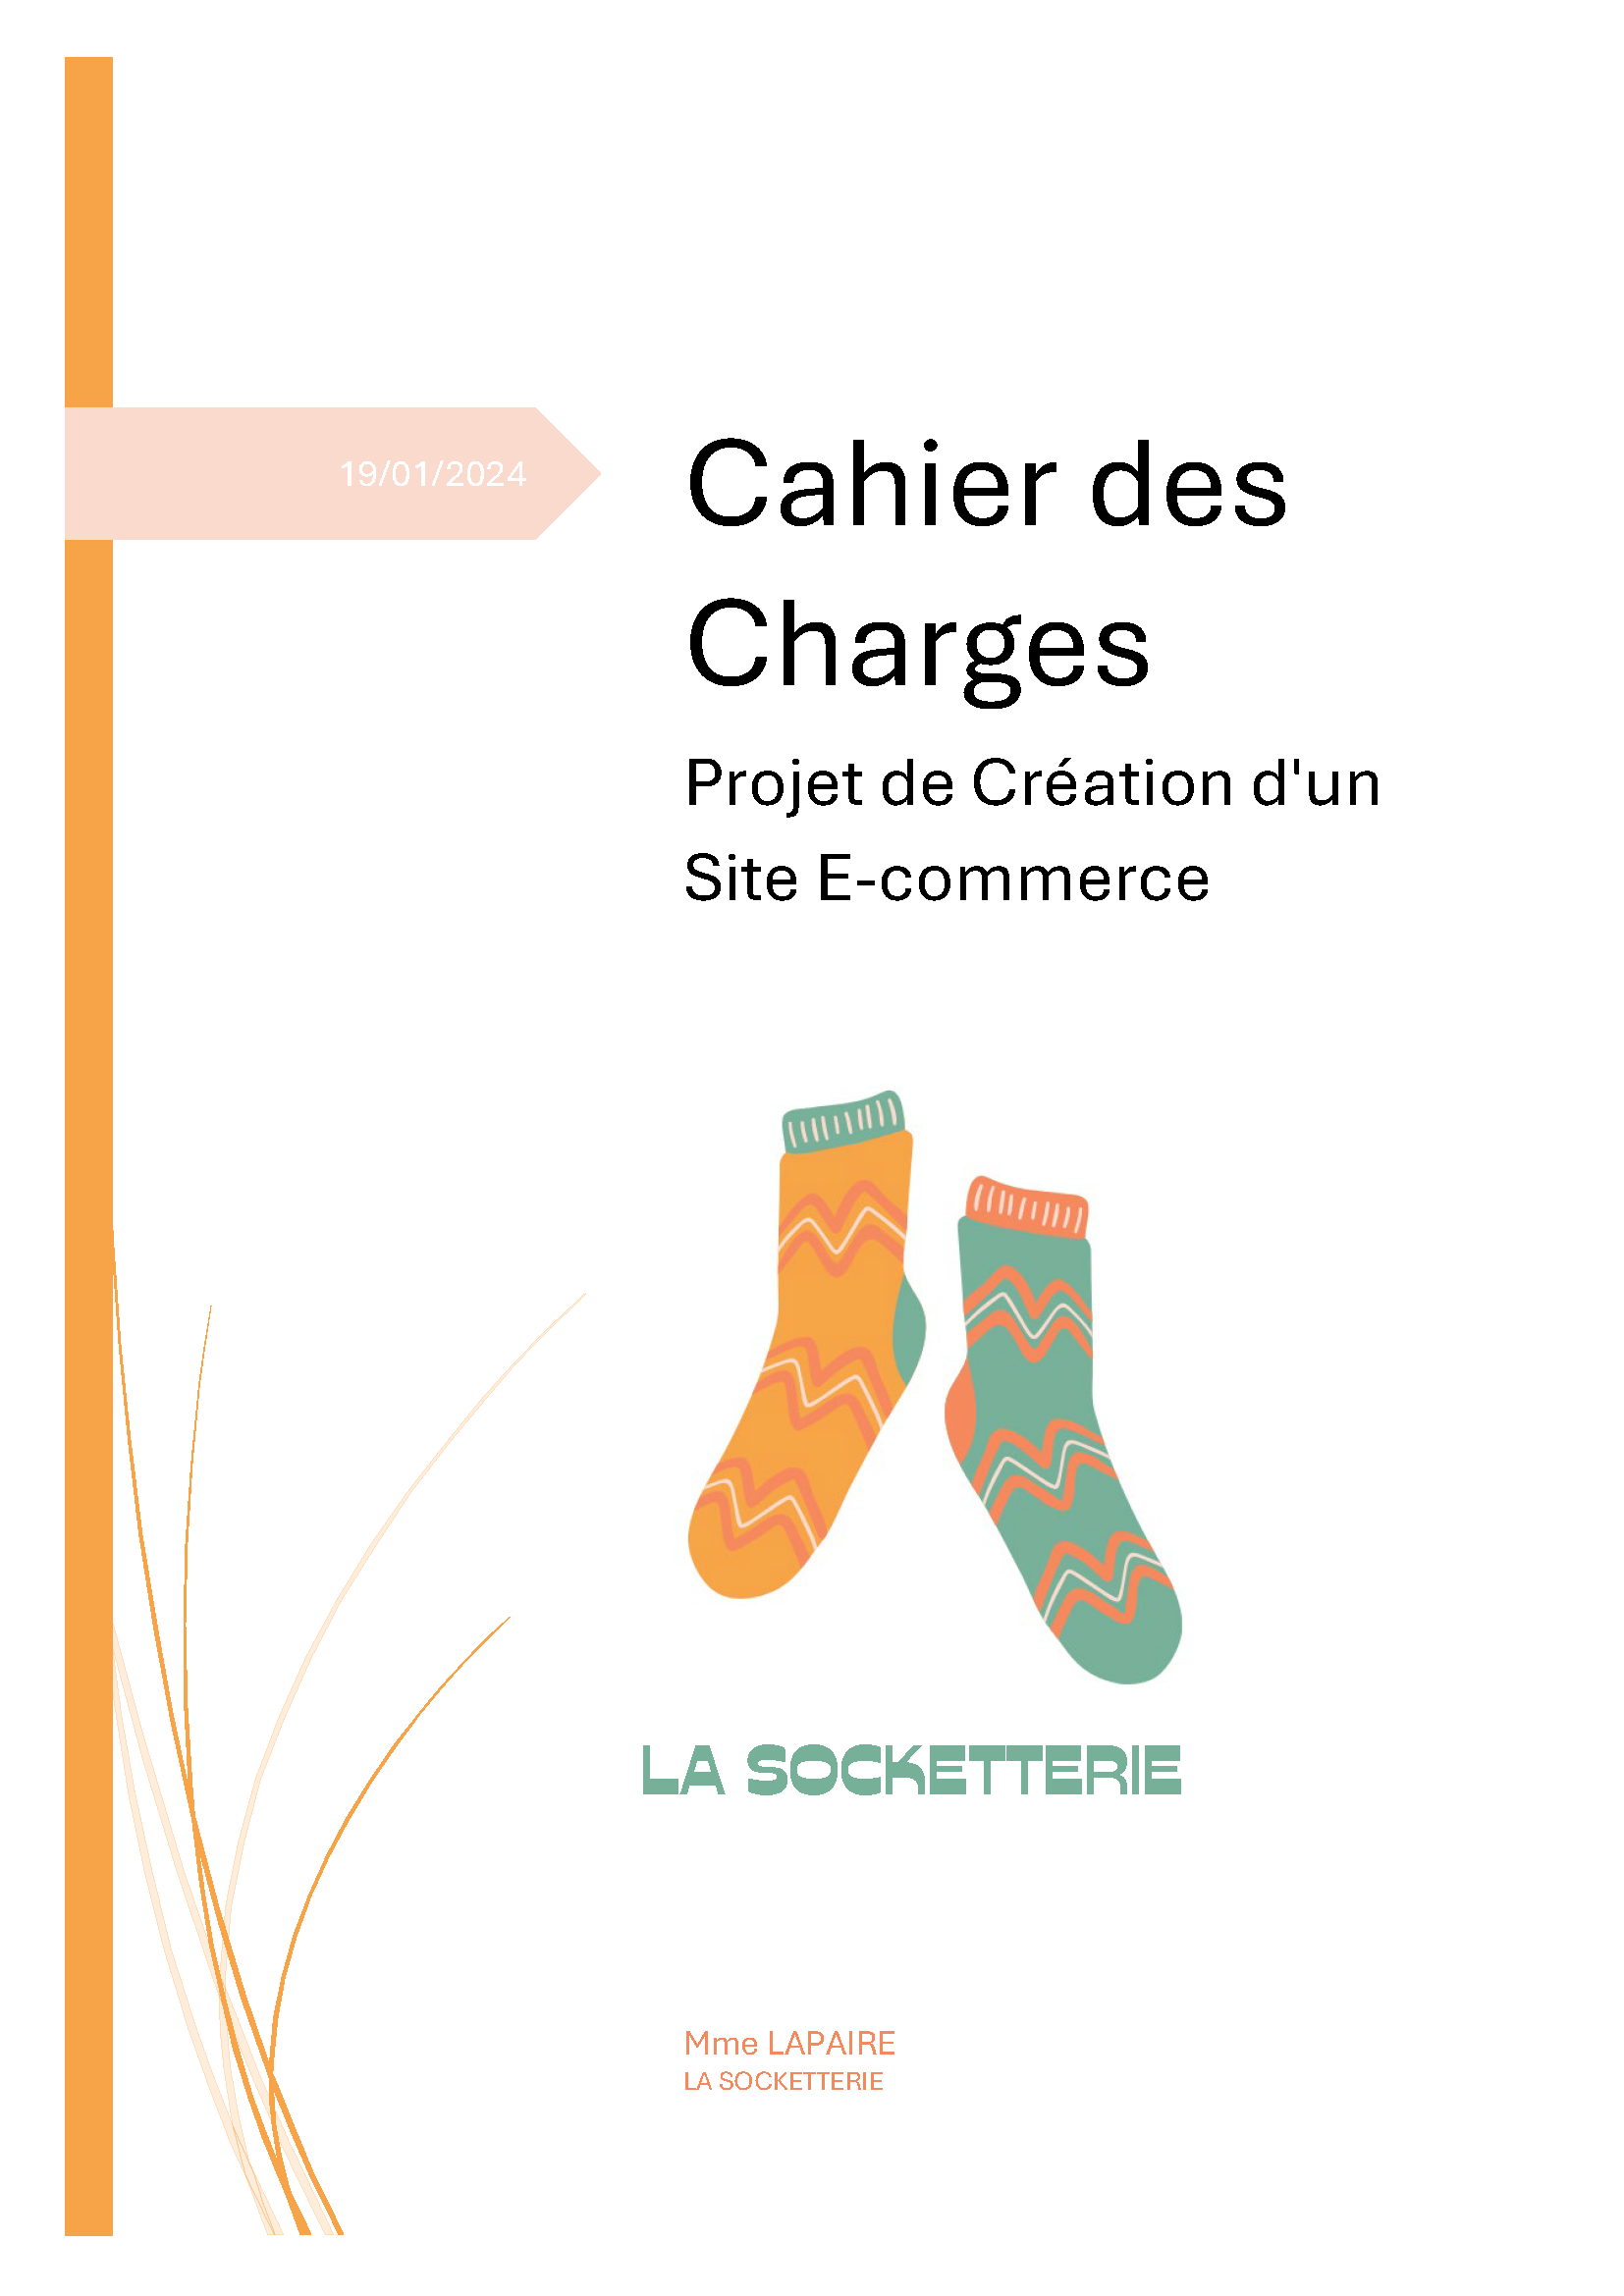 19/01/2024
Cahier des
Charges
Projet de Création d'un
Site E-commerce
LA SOCKETTERIE
Mme LAPAIRE
LA SOCKETTERIE